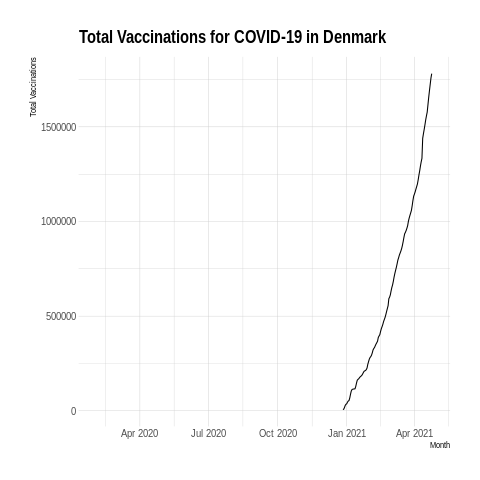 Total Vaccinations for COVID-19 in Denmark
Total Vaccinations
1500000
1000000
500000
0
Apr 2020 Jul 2020 Oct 2020 Jan 2021 Apr 2021
Month